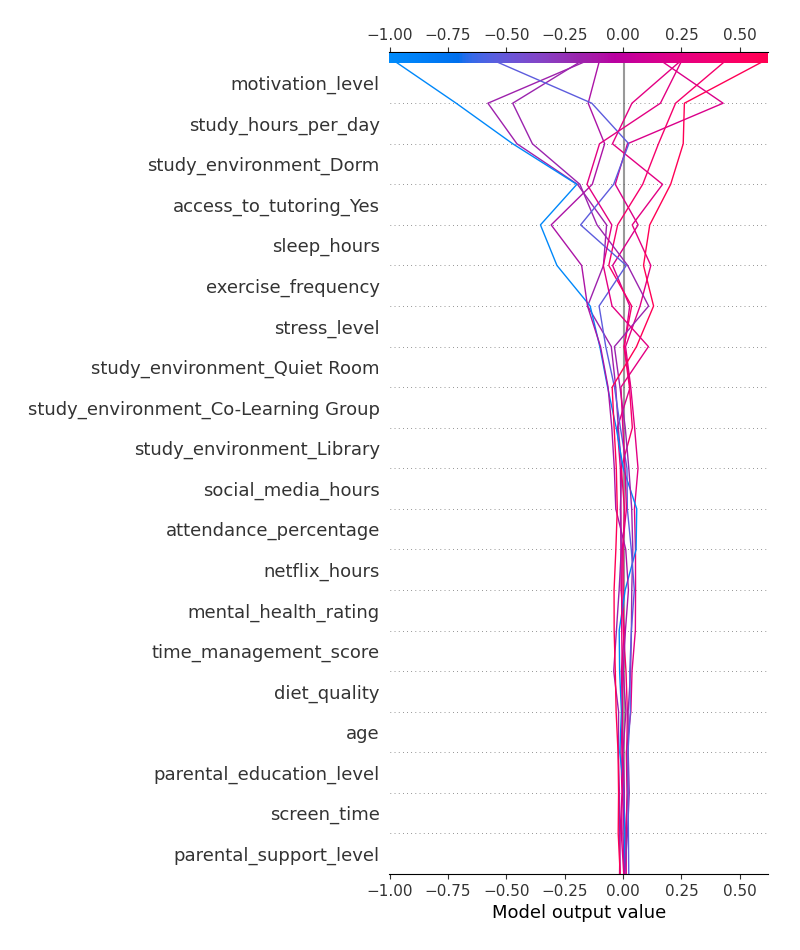 −1.00 −0.75 −0.50 −0.25 0.00 0.25 0.50
motivation_level
study_hours_per_day
study_environment_Dorm
access_to_tutoring_Yes
sleep_hours
exercise_frequency
stress_level
study_environment_Quiet Room
study_environment_Co-Learning Group
study_environment_Library
social_media_hours
attendance_percentage
netflix_hours
mental_health_rating
time_management_score
diet_quality
age
parental_education_level
screen_time
parental_support_level
−1.00 −0.75 −0.50 −0.25 0.00 0.25 0.50
Model output value